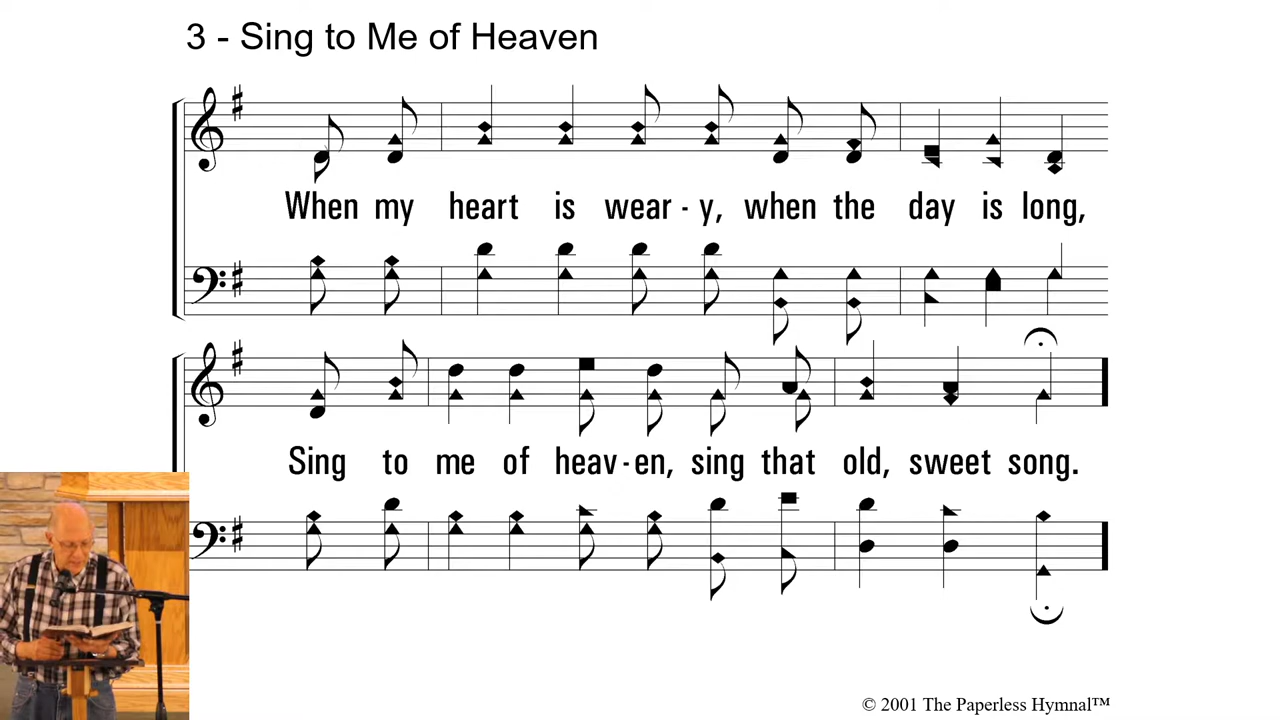 3 - Sing to Me of Heaven
When my heart is wear - y, when the day is long,
Sing to me of heav - en, sing that old, sweet song.
© 2001 The Paperless Hymnal™